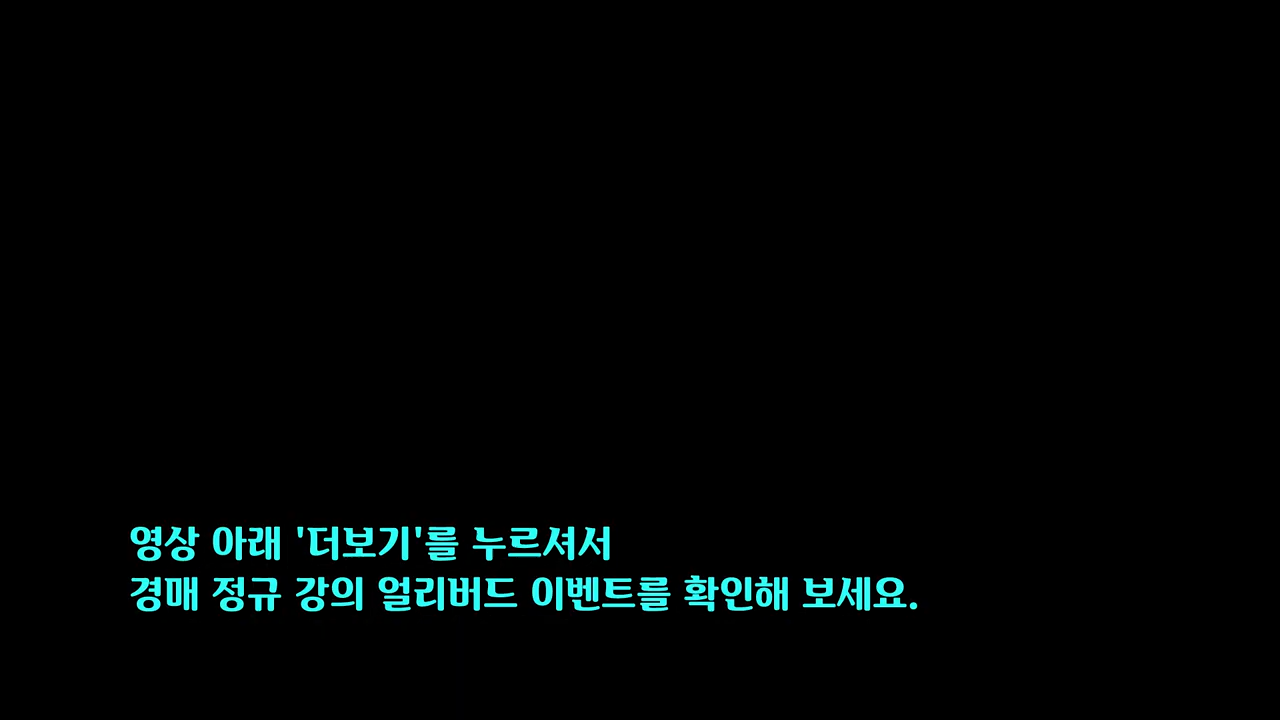 영상 아래 '더보기'를 누르셔서
경매 정규 강의 얼리버드 이벤트를 확인해 보세요.